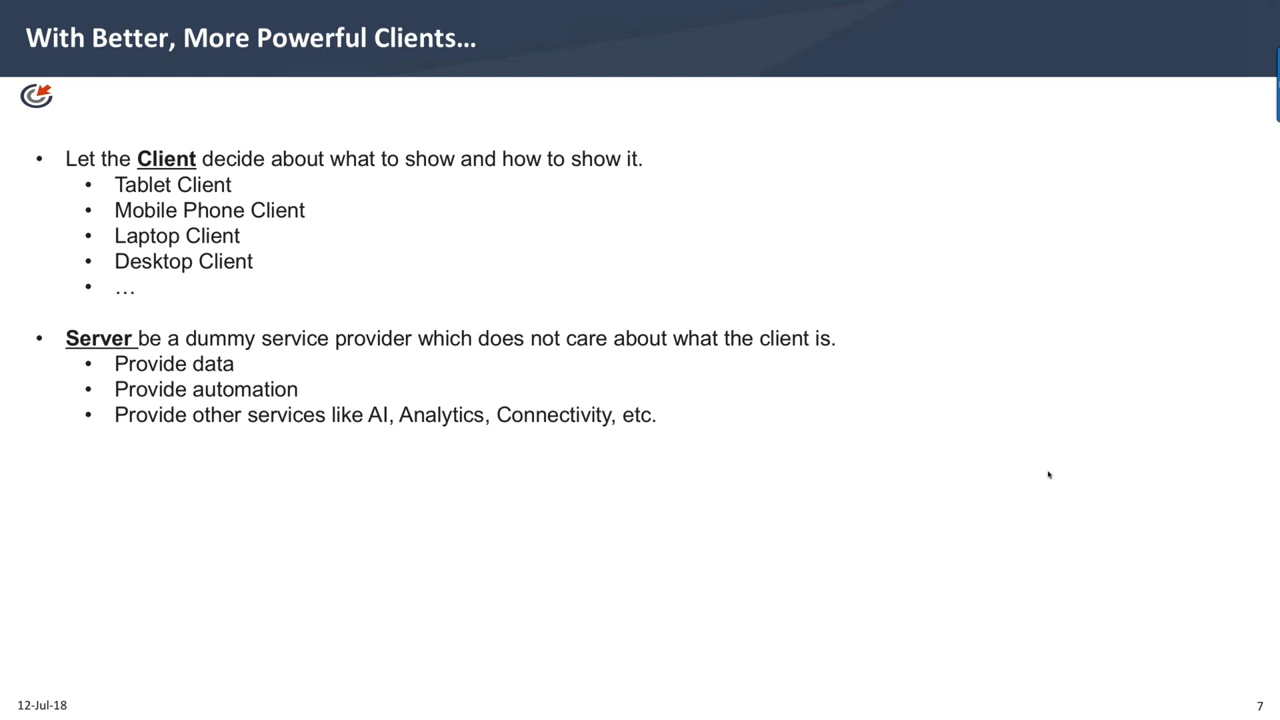 With Better, More Powerful Clients…
• Let the Client decide about what to show and how to show it.
• Tablet Client
• Mobile Phone Client
• Laptop Client
• Desktop Client
• …
• Server be a dummy service provider which does not care about what the client is.
• Provide data
• Provide automation
• Provide other services like AI, Analytics, Connectivity, etc.
12-Jul-18
7